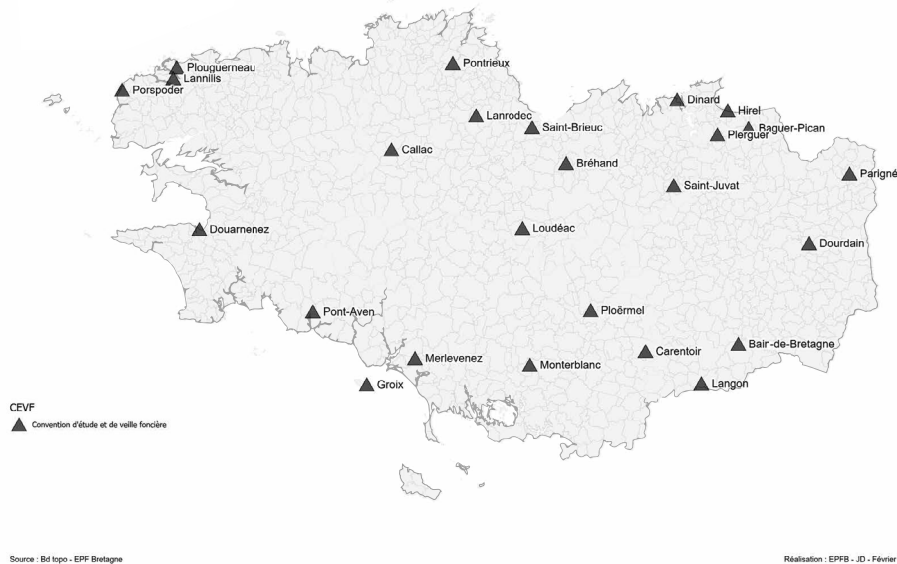 Pontrieux
Plouguerneau
Lannilis
Porspoder
Dinard
Hirel
Lanrodec
Saint-Brieuc
Baguer-Pican
Plerguer
Callac
Bréhand
Parigné
Saint-Juvat
Douarnenez
Loudéac
Dourdain
Pont-Aven
Ploërmel
Bair-de-Bretagne
Carentoir
Merlevenez
Monterblanc
Groix
Langon
CEVF
Convention d'étude et de veille foncière
Source : Bd topo - EPF Bretagne
Réalisation : EPFB - JD - Février